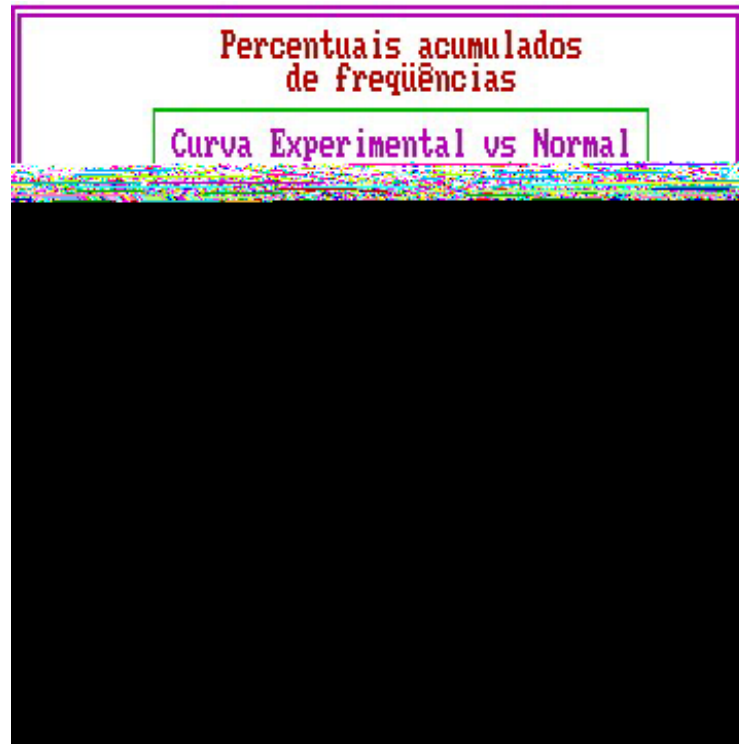 Percentuais acumulados
de freqüências
Curva Experimental vs Normal